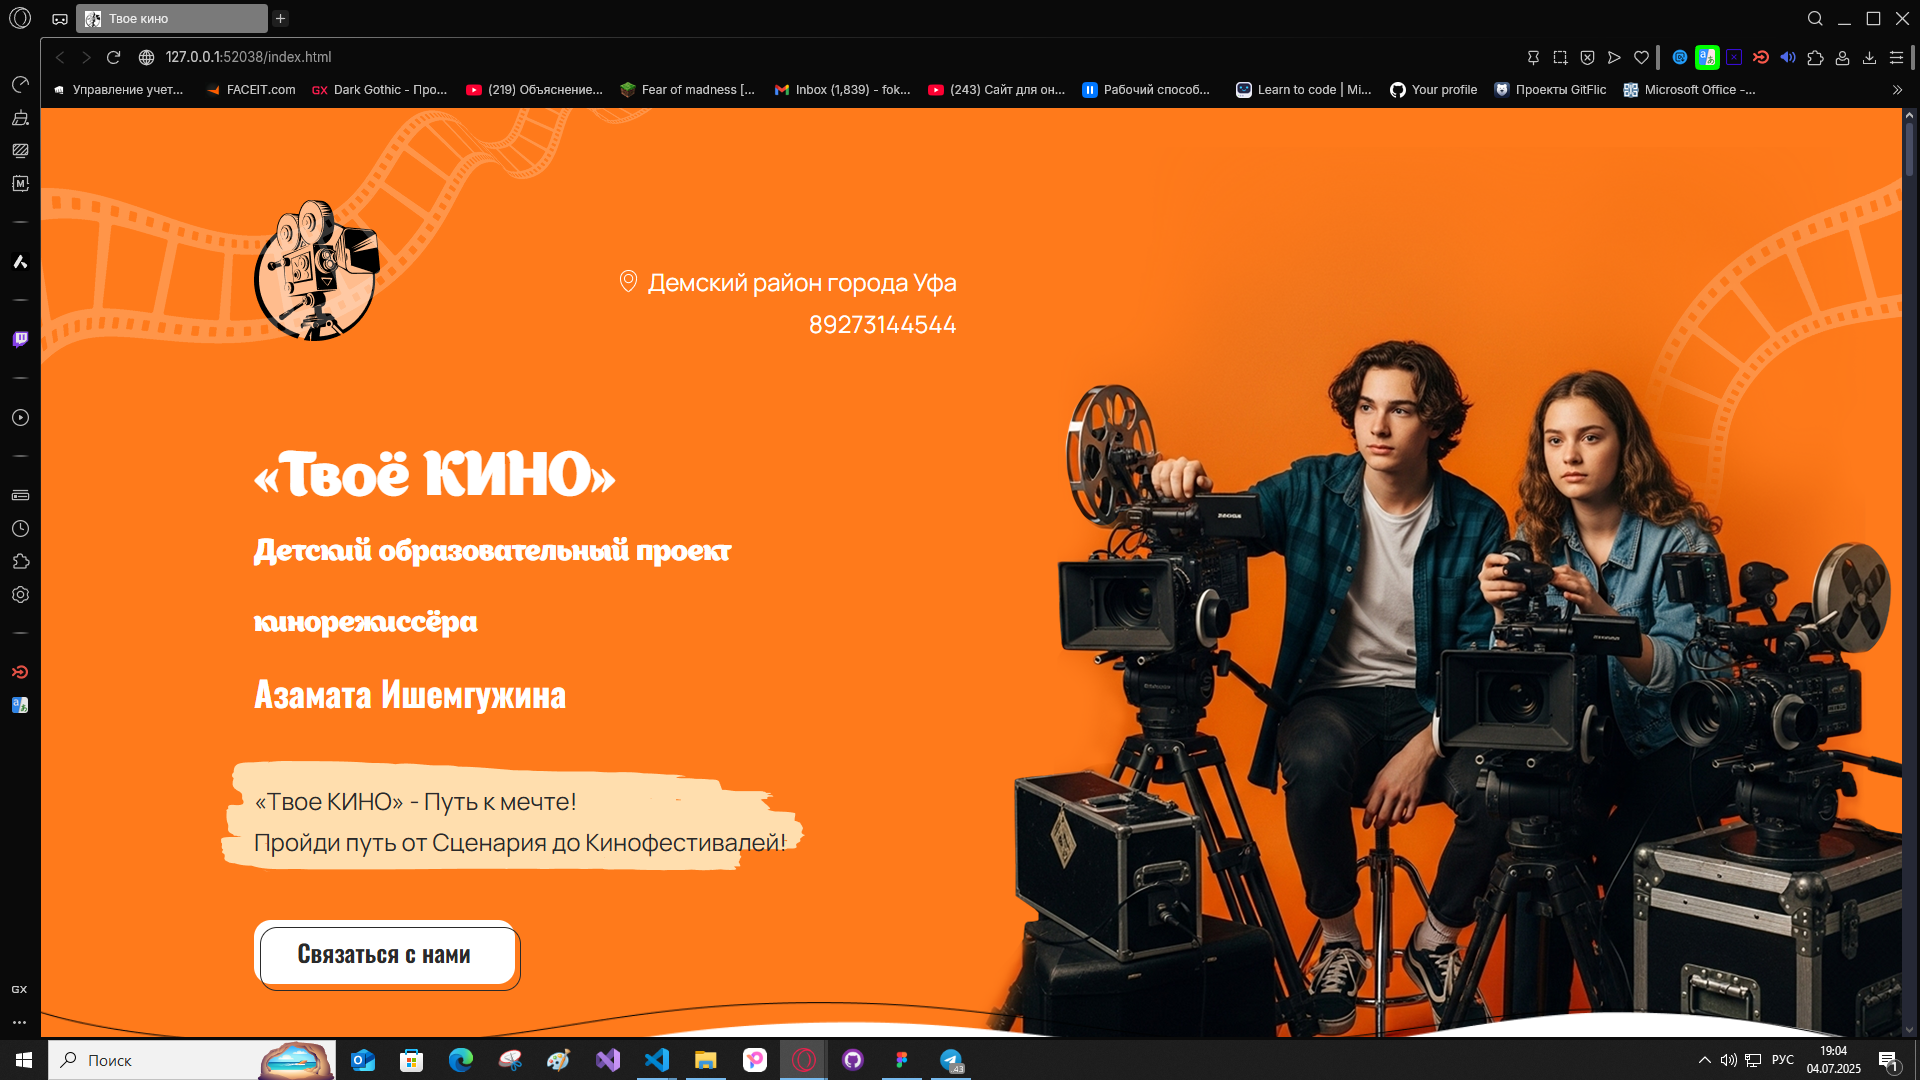 Твое кино
127.0.0.1:52038/index.html
Управление учет...
FACEIT.com
GX Dark Gothic - Про...
(219) Объяснение...
Fear of madness [...
Inbox (1,839) - fok...
(243) Сайт для он...
Рабочий способ...
Learn to code | Mi...
Your profile
Проекты GitFlic
Microsoft Office -...
Демский район города Уфа
89273144544
«Твоё КИНО»
Детский образовательный проект
кинорежиссёра
Азамата Ишемгужина
«Твое КИНО» - Путь к мечте!
Пройди путь от Сценария до Кинофестивалей!
Связаться с нами
GX
Поиск
43
РУС
19:04
04.07.2025
1